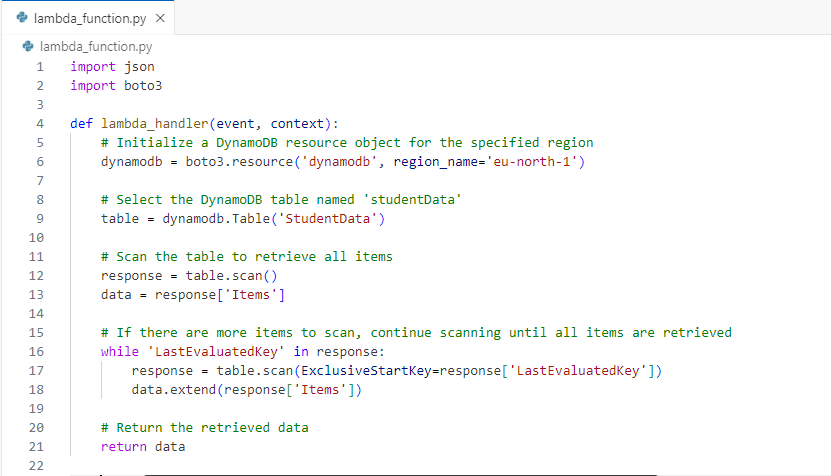 lambda_function.py ×
lambda_function.py
1 import json
2 import boto3
3
4 def lambda_handler(event, context):
5     # Initialize a DynamoDB resource object for the specified region
6     dynamodb = boto3.resource('dynamodb', region_name='eu-north-1')
7
8     # Select the DynamoDB table named 'studentData'
9     table = dynamodb.Table('StudentData')
10
11     # Scan the table to retrieve all items
12     response = table.scan()
13     data = response['Items']
14
15     # If there are more items to scan, continue scanning until all items are retrieved
16     while 'LastEvaluatedKey' in response:
17         response = table.scan(ExclusiveStartKey=response['LastEvaluatedKey'])
18         data.extend(response['Items'])
19
20     # Return the retrieved data
21     return data
22